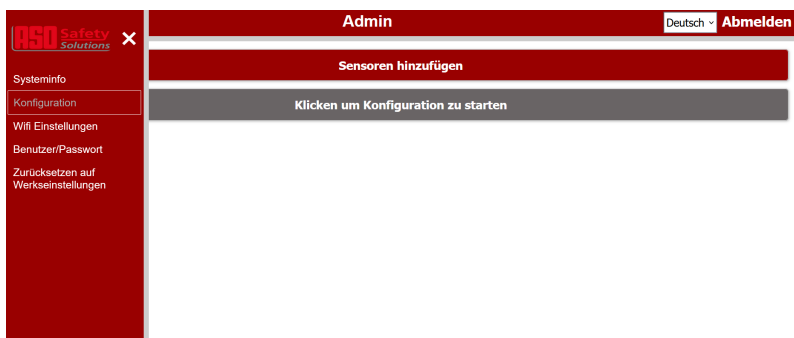 ASO Safety
Solutions
Admin
Deutsch
Abmelden
Systeminfo
Konfiguration
Wifi Einstellungen
Benutzer/Passwort
Zurücksetzen auf
Werkseinstellungen
Sensoren hinzufügen
Klicken um Konfiguration zu starten